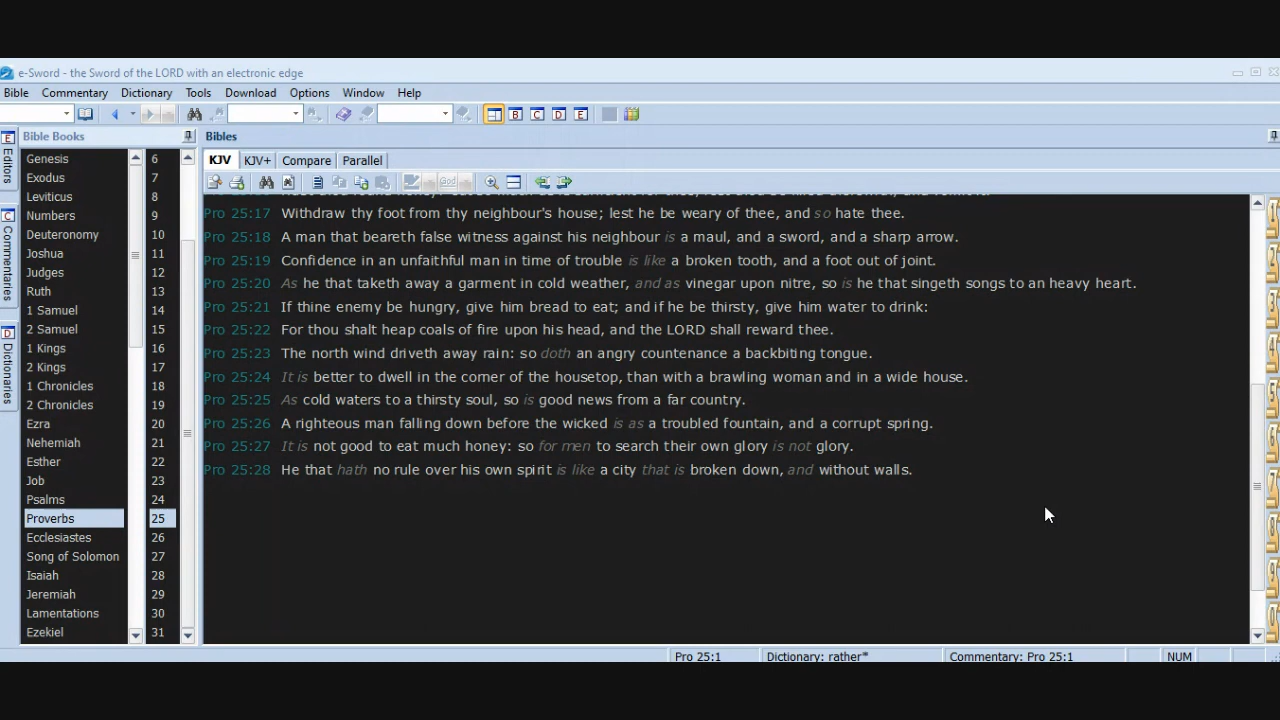 e-Sword - the Sword of the LORD with an electronic edge
Bible Commentary Dictionary Tools Download Options Window Help
B C D E
Bible Books
Bibles
E Editors
C Commentaries
D Dictionaries
KJV KJV+ Compare Parallel
Genesis 6
Exodus 7
Leviticus 8
Numbers 9
Deuteronomy 10
Joshua 11
Judges 12
Ruth 13
1 Samuel 14
2 Samuel 15
1 Kings 16
2 Kings 17
1 Chronicles 18
2 Chronicles 19
Ezra 20
Nehemiah 21
Esther 22
Job 23
Psalms 24
Proverbs 25
Ecclesiastes 26
Song of Solomon 27
Isaiah 28
Jeremiah 29
Lamentations 30
Ezekiel 31
God
Pro 25:17 Withdraw thy foot from thy neighbour's house; lest he be weary of thee, and so hate thee.
Pro 25:18 A man that beareth false witness against his neighbour is a maul, and a sword, and a sharp arrow.
Pro 25:19 Confidence in an unfaithful man in time of trouble is like a broken tooth, and a foot out of joint.
Pro 25:20 As he that taketh away a garment in cold weather, and as vinegar upon nitre, so is he that singeth songs to an heavy heart.
Pro 25:21 If thine enemy be hungry, give him bread to eat; and if he be thirsty, give him water to drink:
Pro 25:22 For thou shalt heap coals of fire upon his head, and the LORD shall reward thee.
Pro 25:23 The north wind driveth away rain: so doth an angry countenance a backbiting tongue.
Pro 25:24 It is better to dwell in the corner of the housetop, than with a brawling woman and in a wide house.
Pro 25:25 As cold waters to a thirsty soul, so is good news from a far country.
Pro 25:26 A righteous man falling down before the wicked is as a troubled fountain, and a corrupt spring.
Pro 25:27 It is not good to eat much honey: so for men to search their own glory is not glory.
Pro 25:28 He that hath no rule over his own spirit is like a city that is broken down, and without walls.
Pro 25:1 Dictionary: rather* Commentary: Pro 25:1 NUM